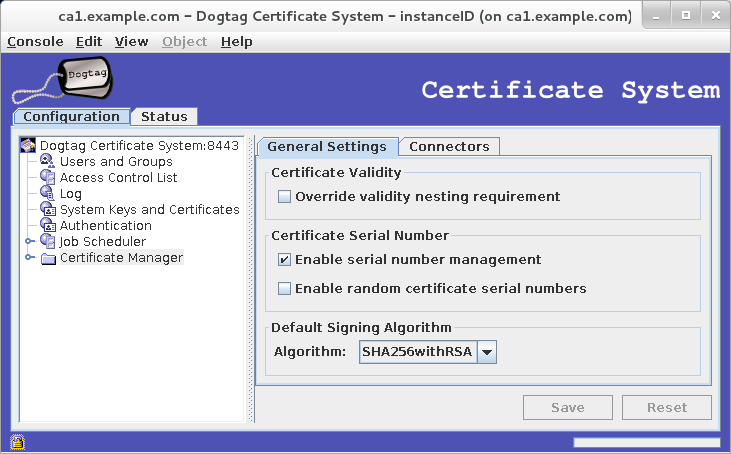 ca1.example.com – Dogtag Certificate System – instanceID (on ca1.example.com)
Console Edit View Object Help
Dogtag
Certificate System
Configuration Status
Dogtag Certificate System:8443
Users and Groups
Access Control List
Log
System Keys and Certificates
Authentication
Job Scheduler
Certificate Manager
General Settings Connectors
Certificate Validity
Override validity nesting requirement
Certificate Serial Number
Enable serial number management
Enable random certificate serial numbers
Default Signing Algorithm
Algorithm: SHA256withRSA
Save Reset